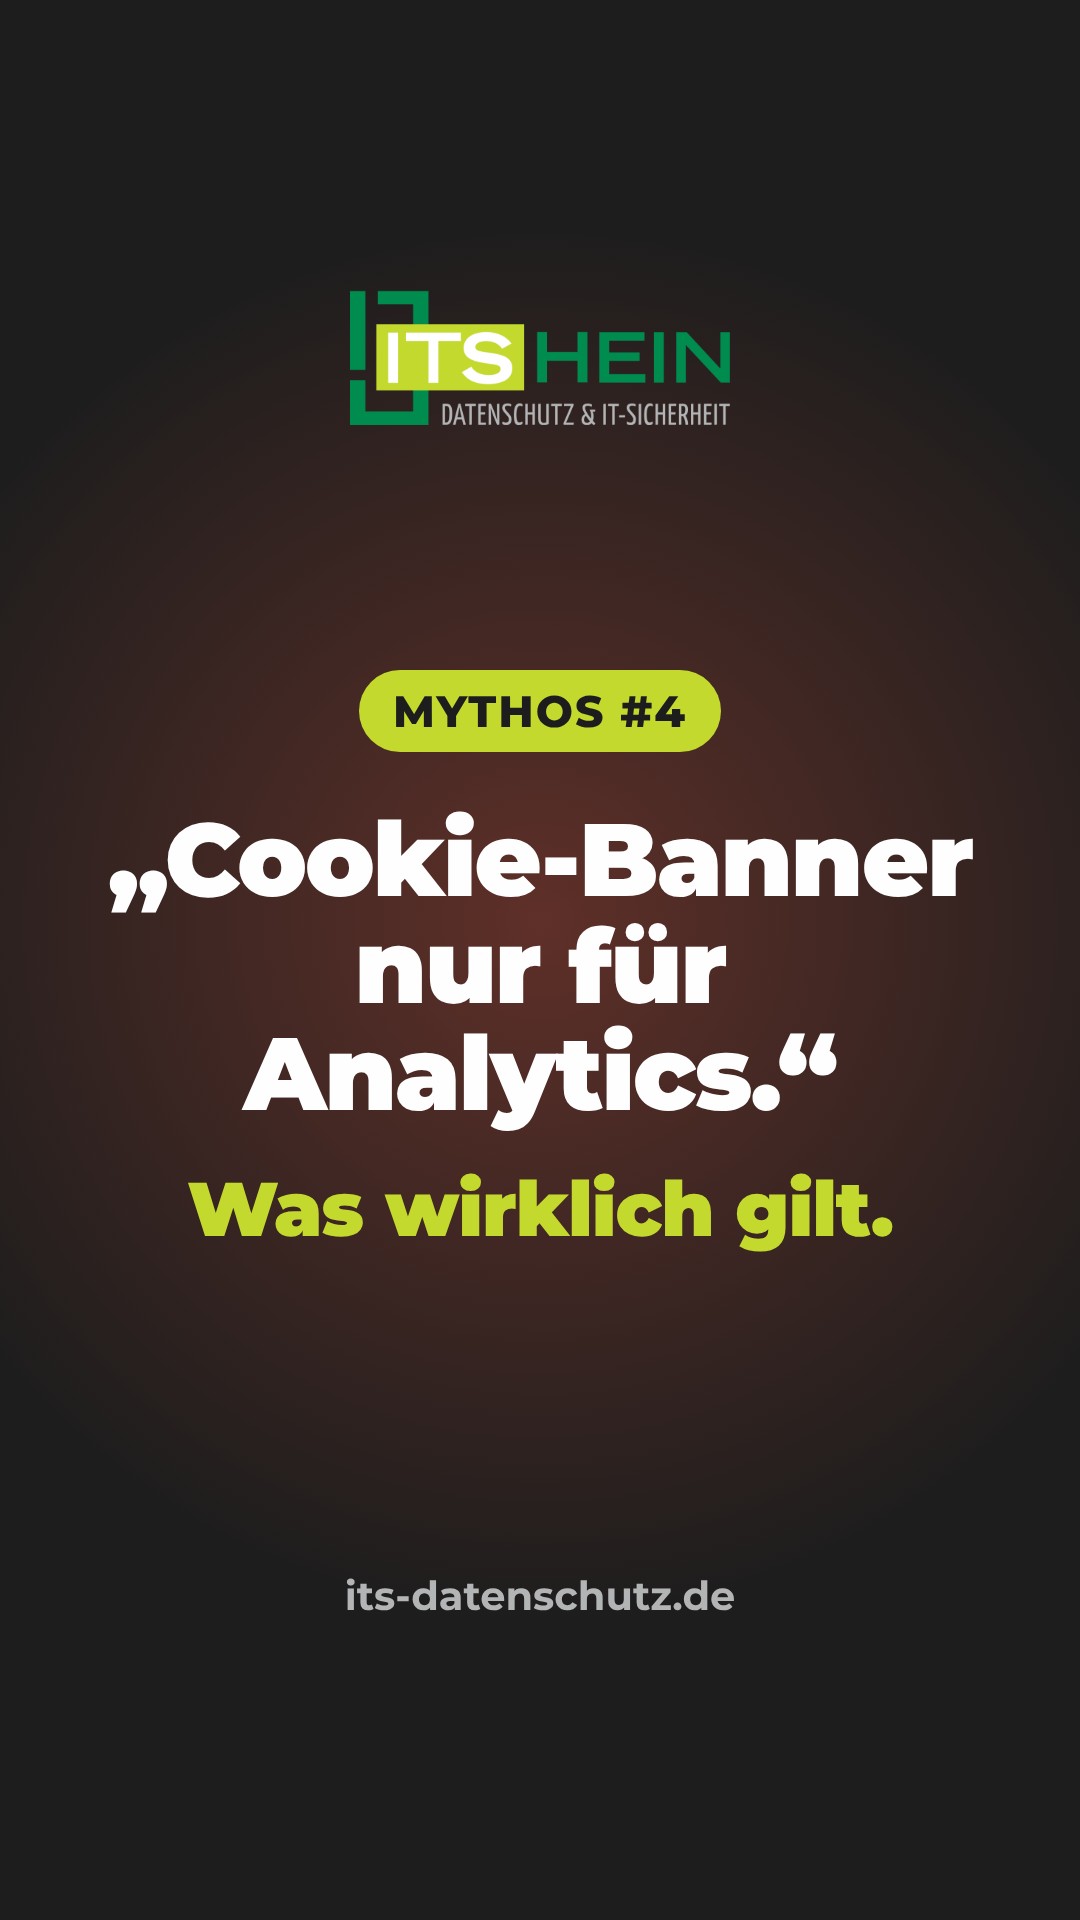 ITS HEIN
DATENSCHUTZ & IT-SICHERHEIT
MYTHOS #4
„Cookie-Banner
nur für
Analytics.“
Was wirklich gilt.
its-datenschutz.de